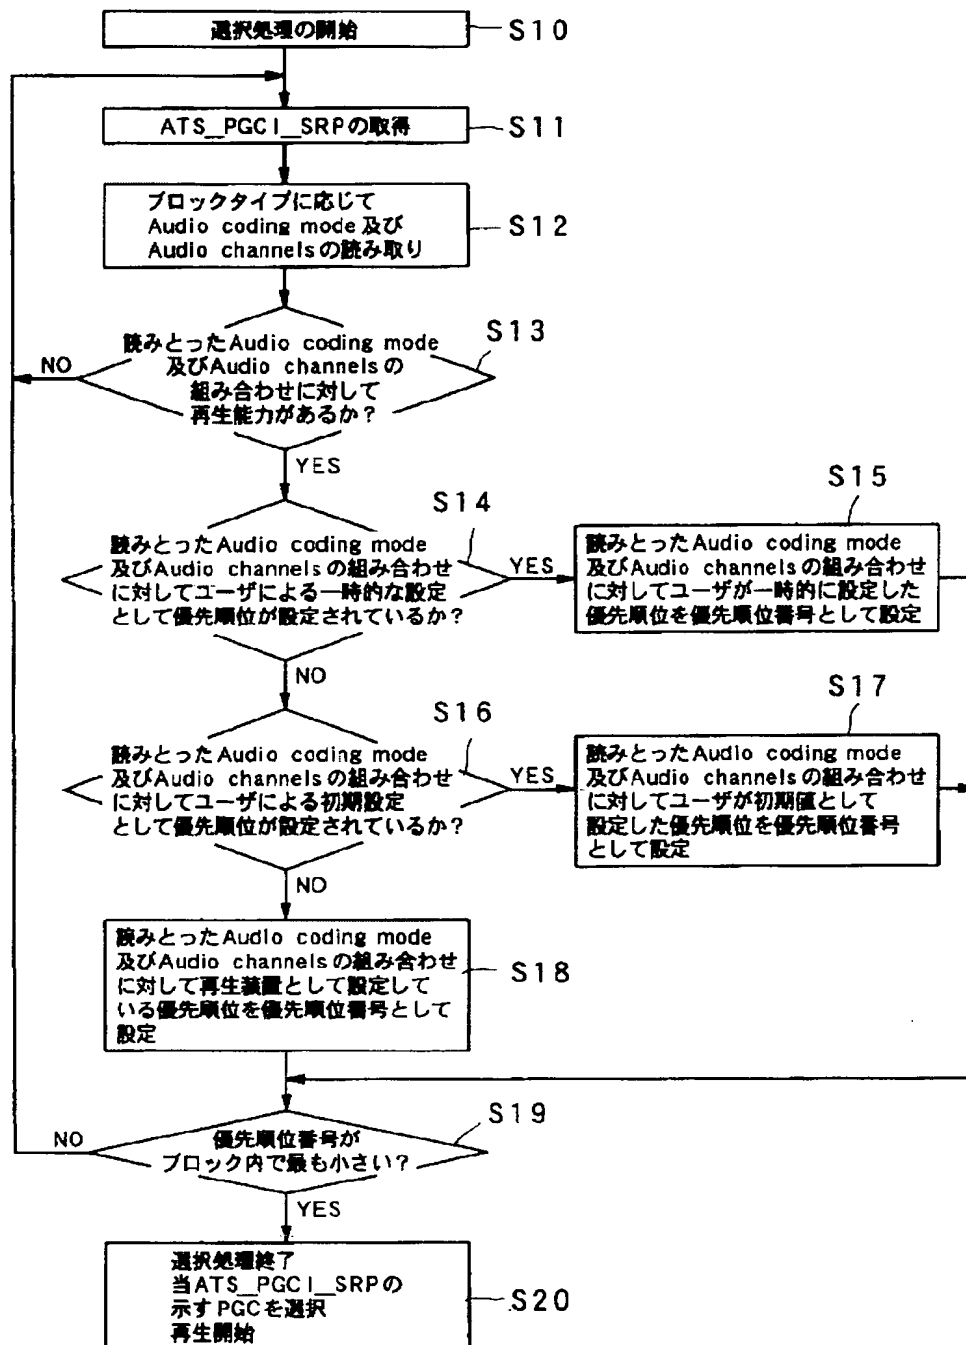 選択処理の開始
S10
ATS_PGCI_SRPの取得
S11
ブロックタイプに応じて
Audio coding mode及び
Audio channelsの読み取り
S12
読みとったAudio coding mode
及びAudio channelsの
組み合わせに対して
再生能力があるか?
S13
NO
YES
読みとったAudio coding mode
及びAudio channelsの組み合わせ
に対してユーザによる一時的な設定
として優先順位が設定されているか?
S14
YES
NO
読みとったAudio coding mode
及びAudio channelsの組み合わせ
に対してユーザが一時的に設定した
優先順位を優先順位番号として設定
S15
読みとったAudio coding mode
及びAudio channelsの組み合わせ
に対してユーザによる初期設定
として優先順位が設定されているか?
S16
YES
NO
読みとったAudio coding mode
及びAudio channelsの組み合わせ
に対してユーザが初期値として
設定した優先順位を優先順位番号
として設定
S17
読みとったAudio coding mode
及びAudio channelsの組み合わせ
に対して再生装置として設定して
いる優先順位を優先順位番号として
設定
S18
優先順位番号が
ブロック内で最も小さい?
S19
NO
YES
選択処理終了
当ATS_PGCI_SRPの
示すPGCを選択
再生開始
S20